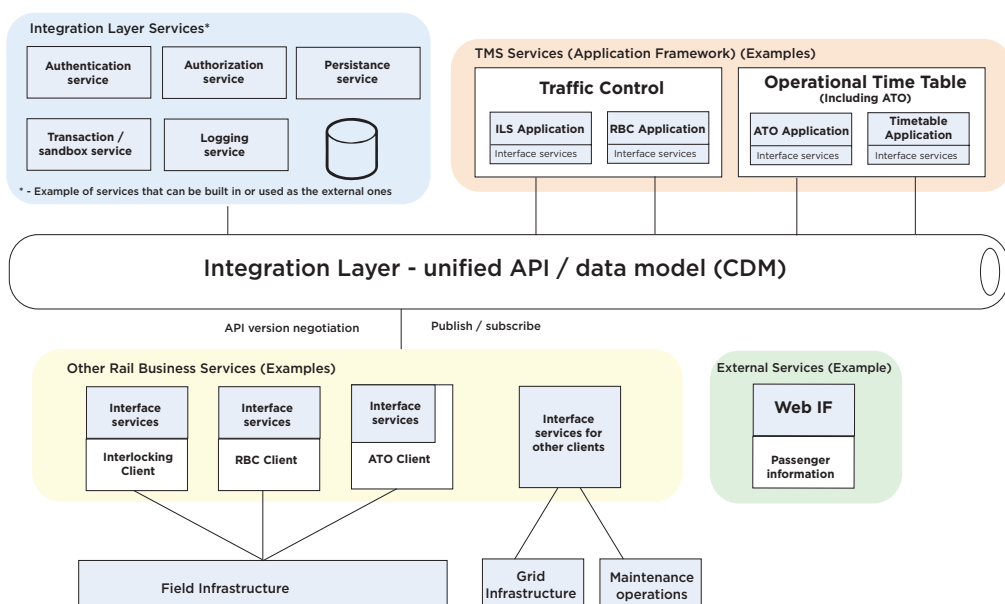 Integration Layer Services*
Authentication
service
Authorization
service
Persistance
service
Transaction /
sandbox service
Logging
service
* - Example of services that can be built in or used as the external ones
TMS Services (Application Framework) (Examples)
Traffic Control
ILS Application
Interface services
RBC Application
Interface services
Operational Time Table
(Including ATO)
ATO Application
Interface services
Timetable
Application
Interface services
Integration Layer - unified API / data model (CDM)
API version negotiation
Publish / subscribe
Other Rail Business Services (Examples)
Interface
services
Interlocking
Client
Interface
services
RBC Client
Interface
services
ATO Client
Interface
services for
other clients
External Services (Example)
Web IF
Passenger
information
Field Infrastructure
Grid
Infrastructure
Maintenance
operations